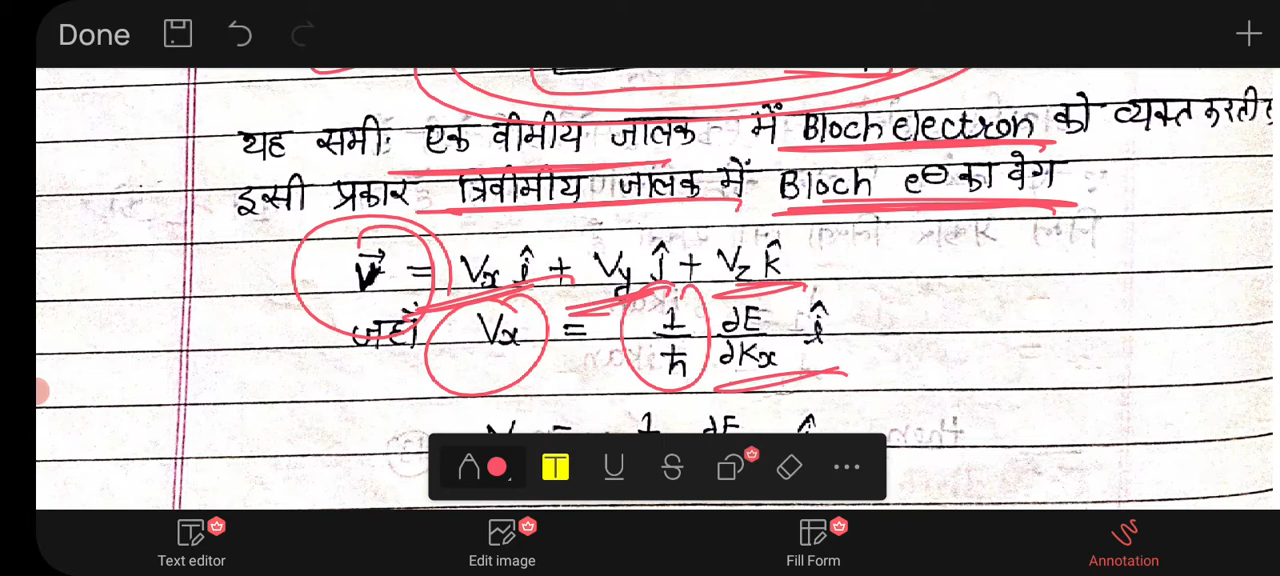 Done
यह समी: एक वीमीय जालक में Bloch electron को व्यक्त करती
इसी प्रकार त्रिवीमीय जालक में Bloch e⊖ का वेग
V⃗ = Vx î + Vy ĵ + Vz k̂
जहाँ Vx = 1/ħ ∂E/∂Kx î
T
Text editor
Edit image
Fill Form
Annotation